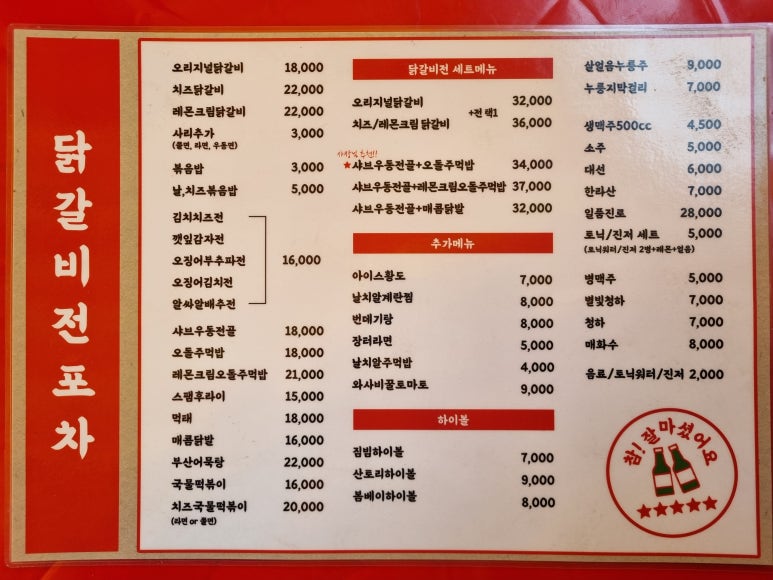 닭갈비전포차
오리지널닭갈비 18,000
치즈닭갈비 22,000
레몬크림닭갈비 22,000
사리추가 3,000
(쫄면, 라면, 우동면)
볶음밥 3,000
날,치즈볶음밥 5,000
김치치즈전
깻잎감자전
오징어부추파전 16,000
오징어김치전
알싸알배추전
샤브우동전골 18,000
오돌주먹밥 18,000
레몬크림오돌주먹밥 21,000
스팸후라이 15,000
먹태 18,000
매콤닭발 16,000
부산어묵탕 22,000
국물떡볶이 16,000
치즈국물떡볶이 20,000
(라면 or 쫄면)
닭갈비전 세트메뉴
오리지널닭갈비 32,000
+전 택1
치즈/레몬크림 닭갈비 36,000
사장님 추천!!
★샤브우동전골+오돌주먹밥 34,000
샤브우동전골+레몬크림오돌주먹밥 37,000
샤브우동전골+매콤닭발 32,000
추가메뉴
아이스황도 7,000
날치알계란찜 8,000
번데기탕 8,000
장터라면 5,000
날치알주먹밥 4,000
와사비꿀토마토 9,000
하이볼
짐빔하이볼 7,000
산토리하이볼 9,000
봄베이하이볼 8,000
살얼음누룽주 9,000
누룽지막걸리 7,000
생맥주500cc 4,500
소주 5,000
대선 6,000
한라산 7,000
일품진로 28,000
토닉/진저 세트 5,000
(토닉워터/진저 2병+레몬+얼음)
병맥주 5,000
별빛청하 7,000
청하 7,000
매화수 8,000
음료/토닉워터/진저 2,000
참! 잘마셨어요
★★★★★